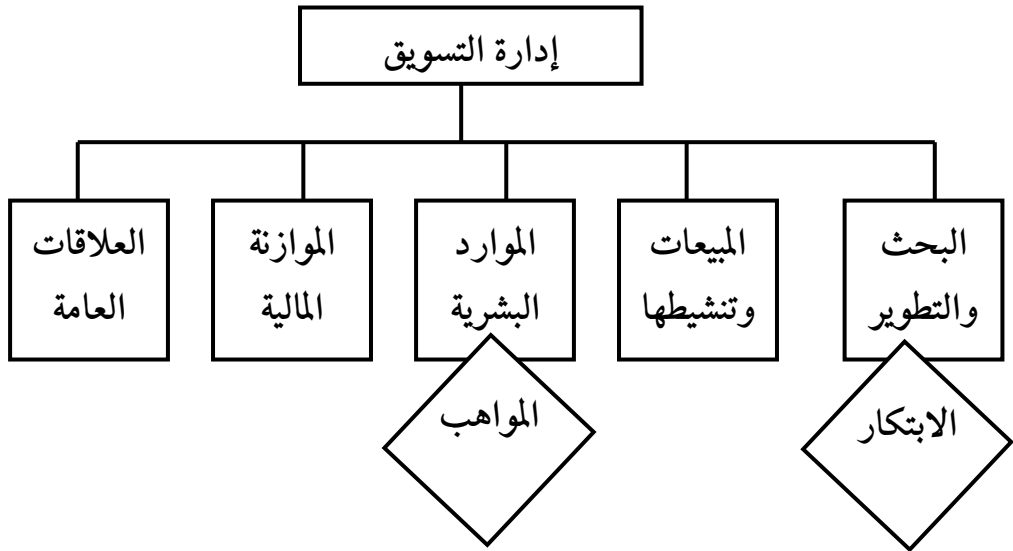 إدارة التسويق
البحث
والتطوير
المبيعات
وتنشيطها
الموارد
البشرية
الموازنة
المالية
العلاقات
العامة
الابتكار
المواهب